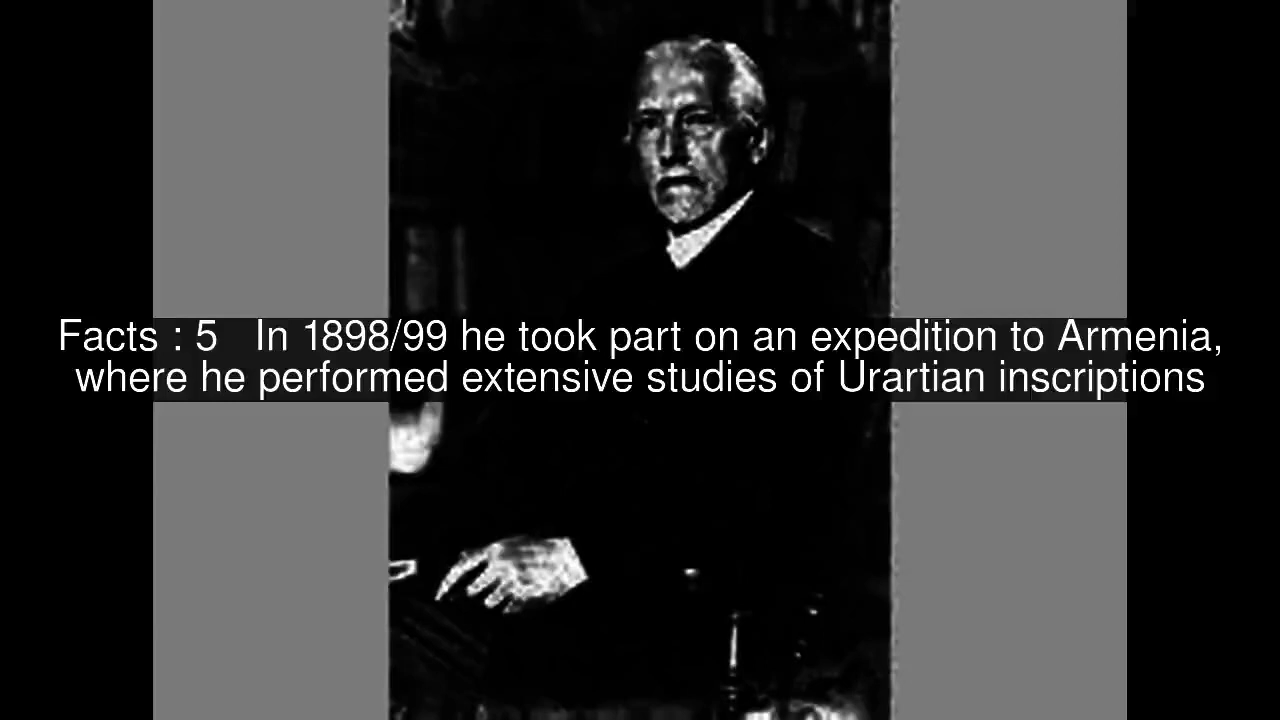 Facts : 5 In 1898/99 he took part on an expedition to Armenia,
where he performed extensive studies of Urartian inscriptions